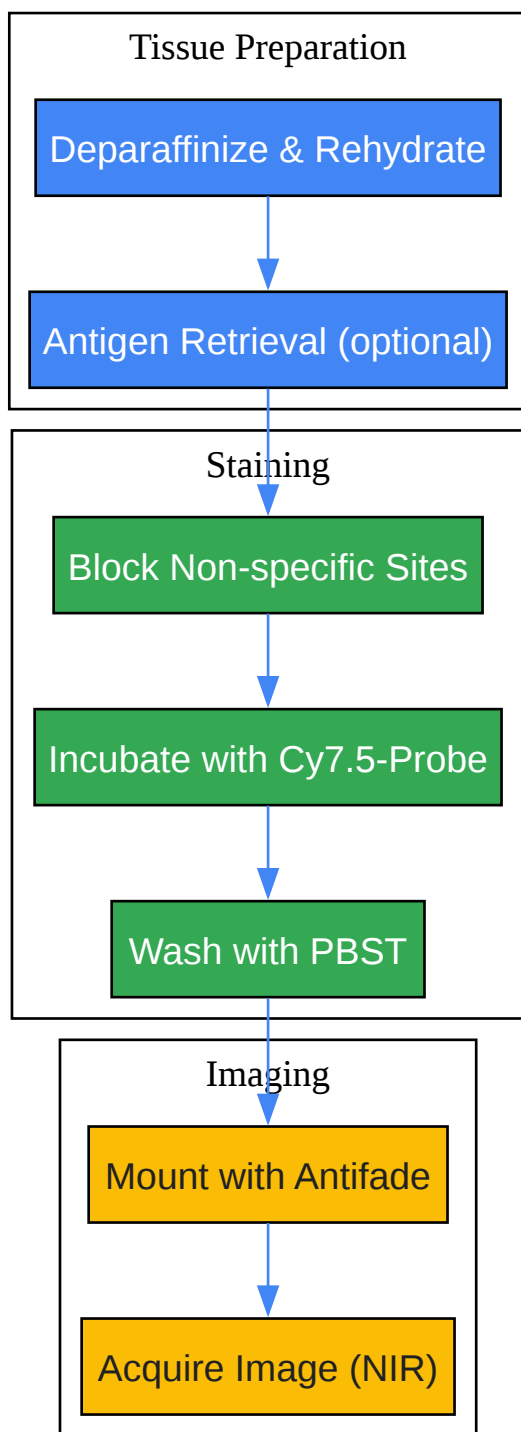 Tissue Preparation
Deparaffinize & Rehydrate
Antigen Retrieval (optional)
Staining
Block Non-specific Sites
Incubate with Cy7.5-Probe
Wash with PBST
Imaging
Mount with Antifade
Acquire Image (NIR)